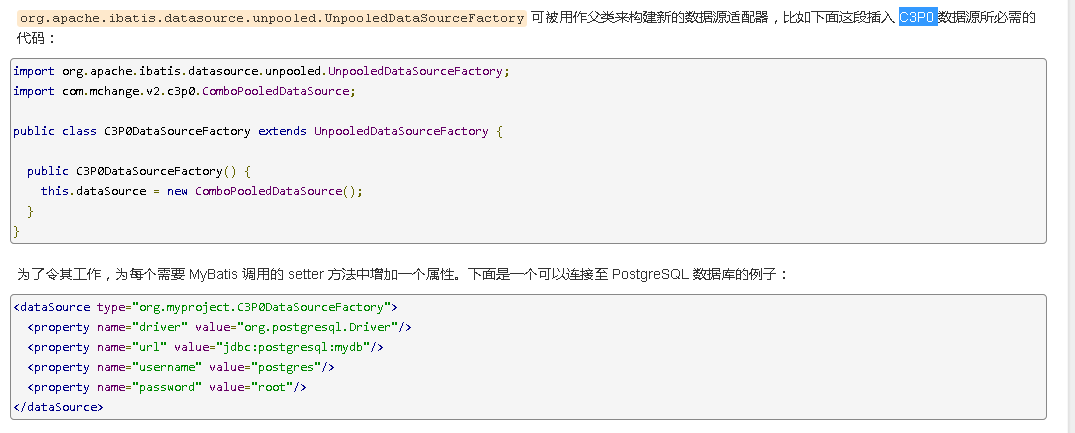 org.apache.ibatis.datasource.unpooled.UnpooledDataSourceFactory 可被用作父类来构建新的数据源适配器，比如下面这段插入 C3P0 数据源所必需的
代码：
import org.apache.ibatis.datasource.unpooled.UnpooledDataSourceFactory;
import com.mchange.v2.c3p0.ComboPooledDataSource;
public class C3P0DataSourceFactory extends UnpooledDataSourceFactory {
public C3P0DataSourceFactory() {
this.dataSource = new ComboPooledDataSource();
}
}
为了令其工作，为每个需要 MyBatis 调用的 setter 方法中增加一个属性。下面是一个可以连接至 PostgreSQL 数据库的例子：
<dataSource type="org.myproject.C3P0DataSourceFactory">
<property name="driver" value="org.postgresql.Driver"/>
<property name="url" value="jdbc:postgresql:mydb"/>
<property name="username" value="postgres"/>
<property name="password" value="root"/>
</dataSource>